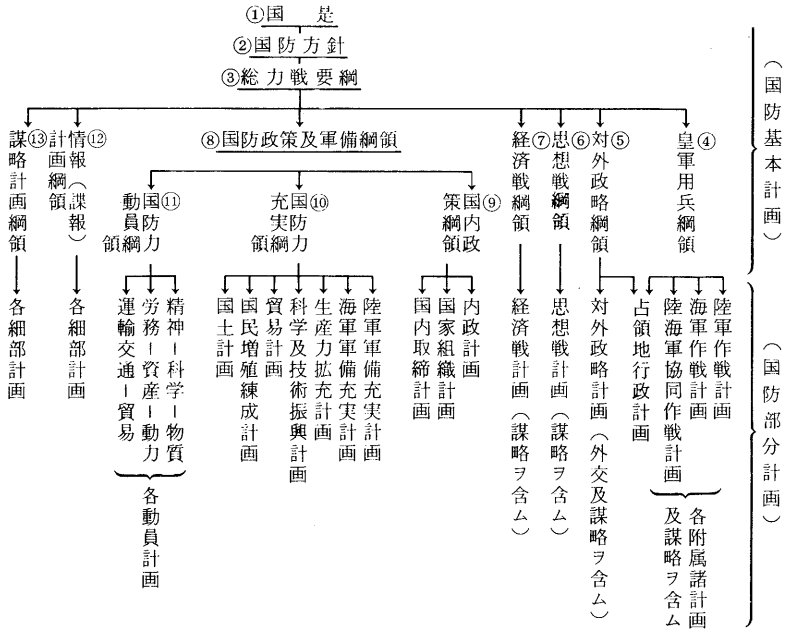 ①国是
②国防方針
③総力戦要綱
（国防基本計画）
④皇軍用兵綱領
⑤対外政略綱領
⑥思想戦綱領
⑦経済戦綱領
⑧国防政策及軍備綱領
⑫情報（諜報）
計画綱領
⑬謀略計画綱領
⑨国内政
策綱領
⑩国防力
充実綱領
⑪国防力
動員綱領
（国防部分計画）
陸軍作戦計画
海軍作戦計画
陸海軍協同作戦計画
占領地行政計画
各附属諸計画
及謀略ヲ含ム
対外政略計画（外交及謀略ヲ含ム）
思想戦計画（謀略ヲ含ム）
経済戦計画（謀略ヲ含ム）
内政計画
国家組織計画
国内取締計画
陸軍軍備充実計画
海軍軍備充実計画
生産力拡充計画
科学及技術振興計画
貿易計画
国民増殖練成計画
国土計画
精神－科学－物質
労務－資産－動力
運輸交通－貿易
各動員計画
各細部計画
各細部計画